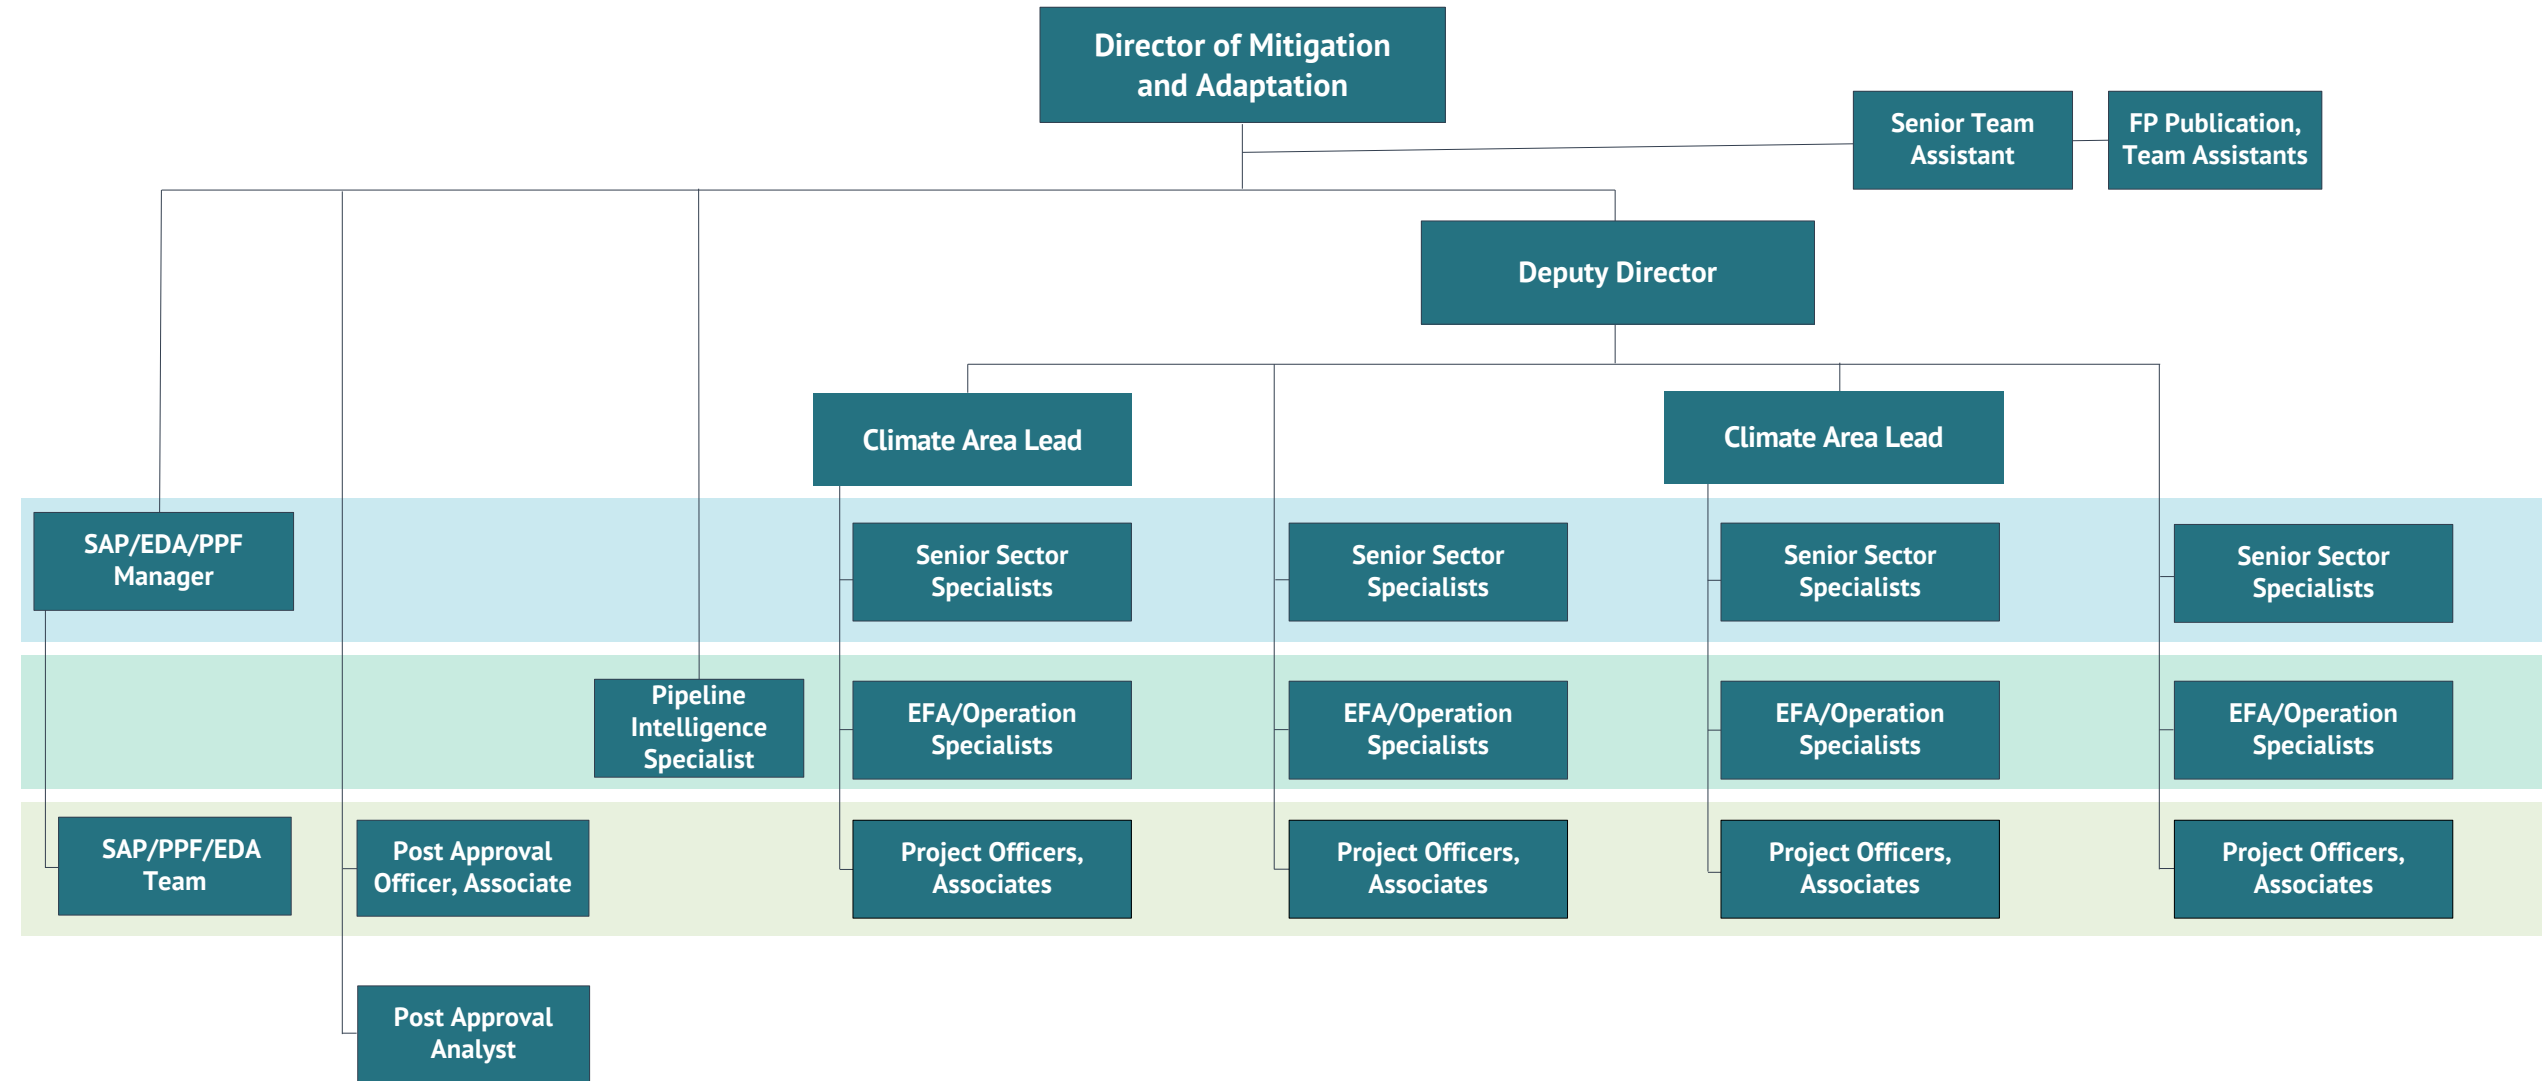 Director of Mitigation
and Adaptation
Senior Team
Assistant
FP Publication,
Team Assistants
Deputy Director
Climate Area Lead
Climate Area Lead
SAP/EDA/PPF
Manager
Senior Sector
Specialists
Senior Sector
Specialists
Senior Sector
Specialists
Senior Sector
Specialists
Pipeline
Intelligence
Specialist
EFA/Operation
Specialists
EFA/Operation
Specialists
EFA/Operation
Specialists
EFA/Operation
Specialists
SAP/PPF/EDA
Team
Post Approval
Officer, Associate
Project Officers,
Associates
Project Officers,
Associates
Project Officers,
Associates
Project Officers,
Associates
Post Approval
Analyst